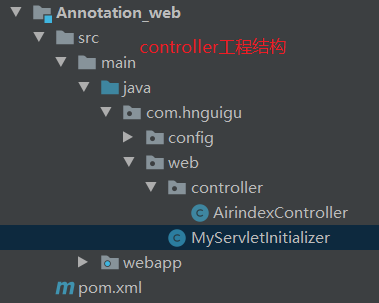 Annotation_web
src
controller工程结构
main
java
com.hnguigu
config
web
controller
AirindexController
MyServletInitializer
webapp
pom.xml